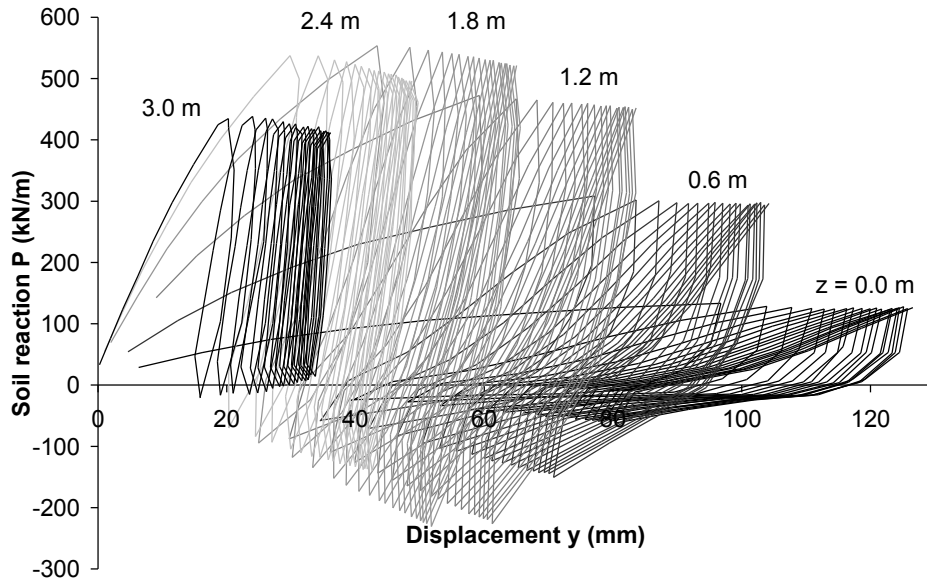 600
2.4 m
1.8 m
500
1.2 m
3.0 m
400
0.6 m
300
z = 0.0 m
200
100
0
0 20 40 60 80 100 120
-100
-200
-300
Soil reaction P (kN/m)
Displacement y (mm)